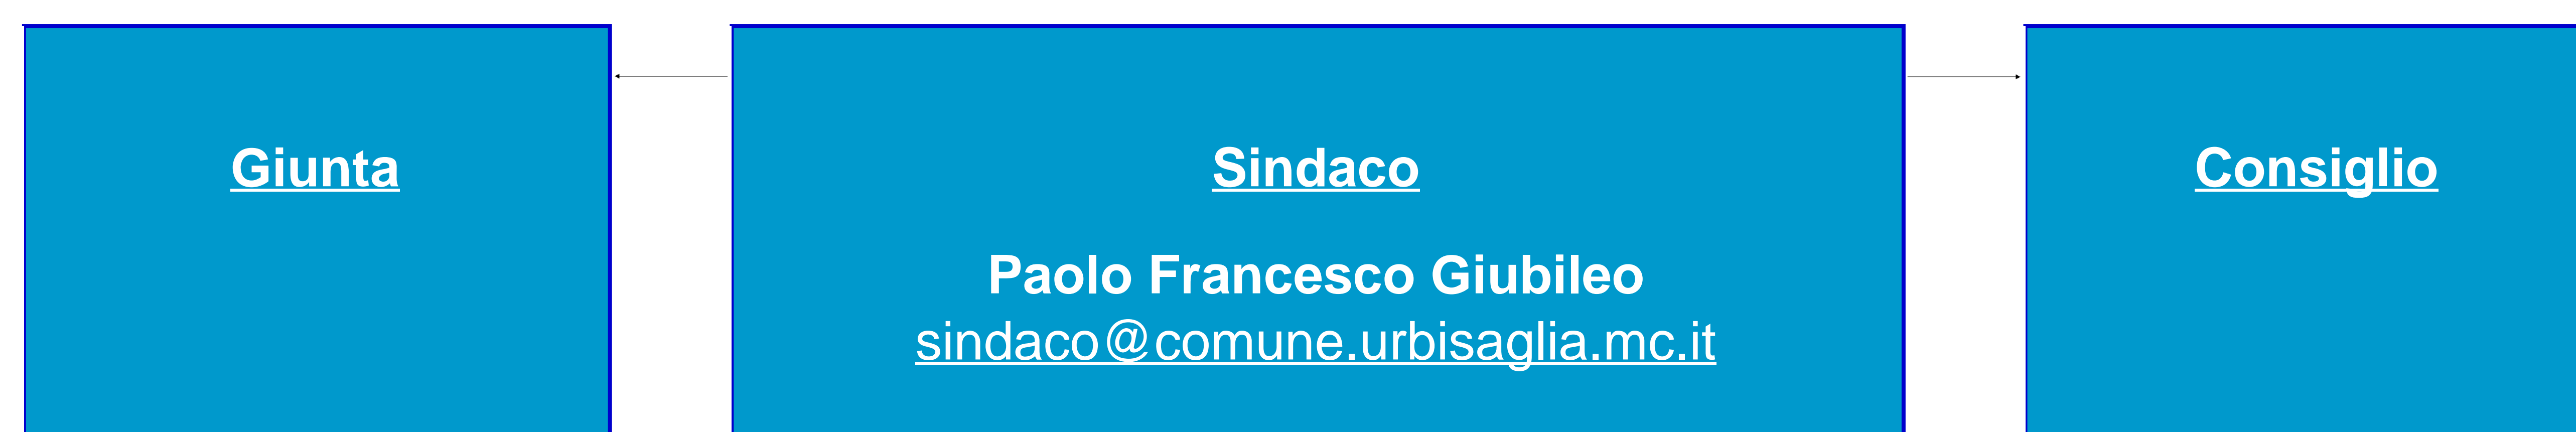 Giunta
Sindaco
Paolo Francesco Giubileo
sindaco@comune.urbisaglia.mc.it
Consiglio